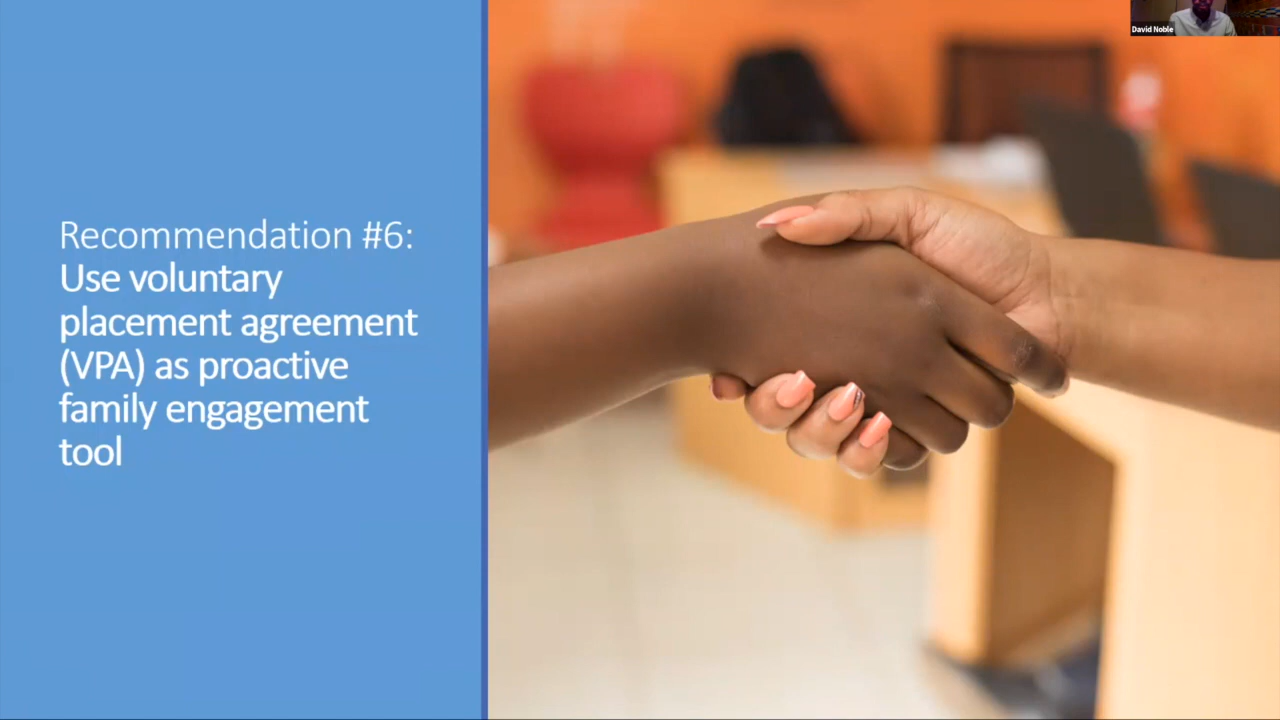 Recommendation #6:
Use voluntary
placement agreement
(VPA) as proactive
family engagement
tool
David Noble